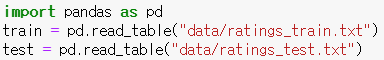 import pandas as pd
train = pd.read_table("data/ratings_train.txt")
test = pd.read_table("data/ratings_test.txt")